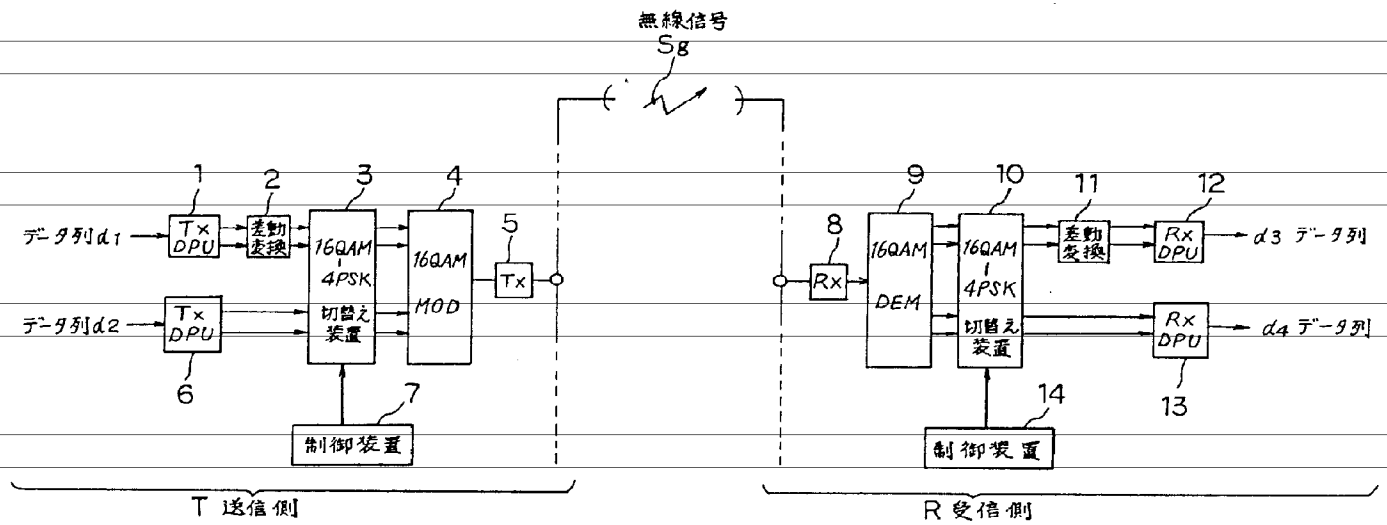 無線信号
Sg
1
2
3
4
5
データ列d1
Tx
DPU
差動
変換
16QAM
|
4PSK
切替え
装置
16QAM
MOD
Tx
データ列d2
Tx
DPU
6
7
制御装置
T 送信側
8
9
10
11
12
Rx
16QAM
DEM
16QAM
|
4PSK
切替え
装置
差動
変換
Rx
DPU
d3 データ列
Rx
DPU
d4 データ列
13
14
制御装置
R 受信側